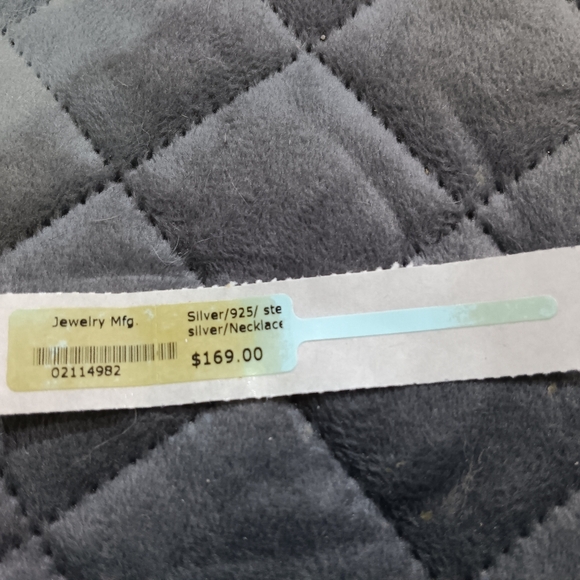 Jewelry Mfg.
02114982
Silver/925/ ste
silver/Necklace
$169.00